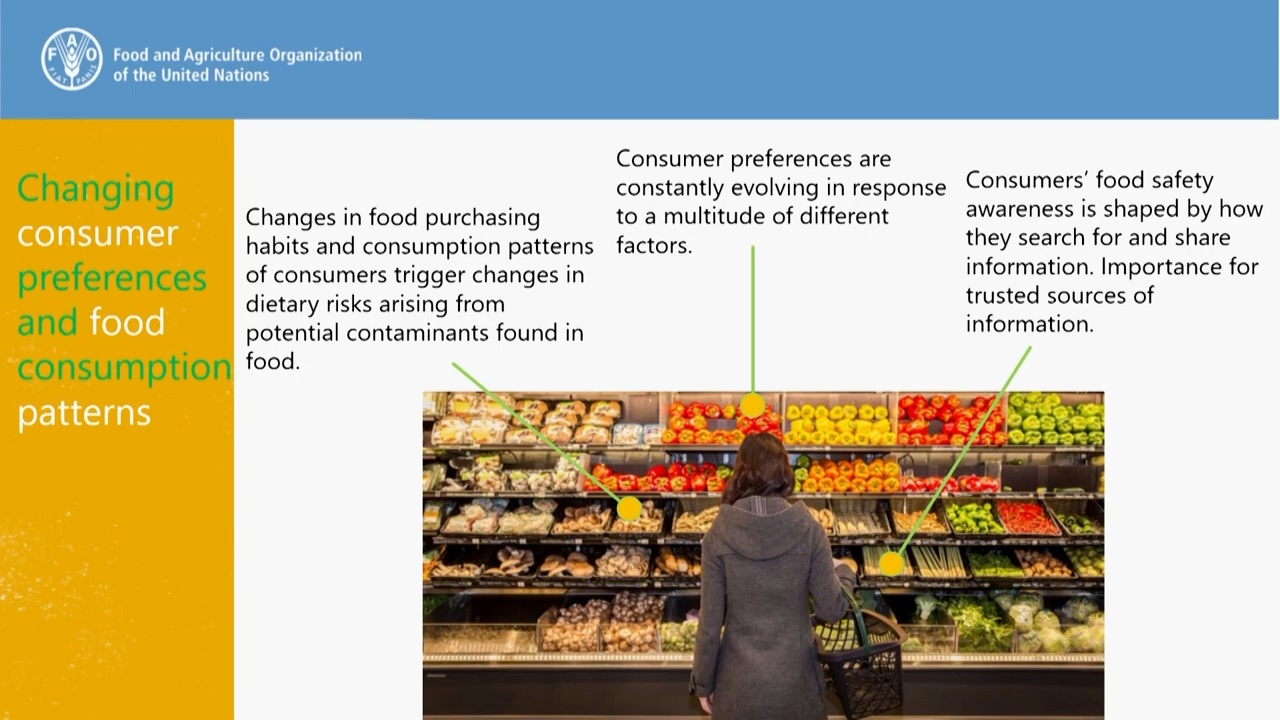 F A O
FIAT PANIS
Food and Agriculture Organization
of the United Nations
Changing
consumer
preferences
and food
consumption
patterns
Changes in food purchasing
habits and consumption patterns
of consumers trigger changes in
dietary risks arising from
potential contaminants found in
food.
Consumer preferences are
constantly evolving in response
to a multitude of different
factors.
Consumers’ food safety
awareness is shaped by how
they search for and share
information. Importance for
trusted sources of
information.